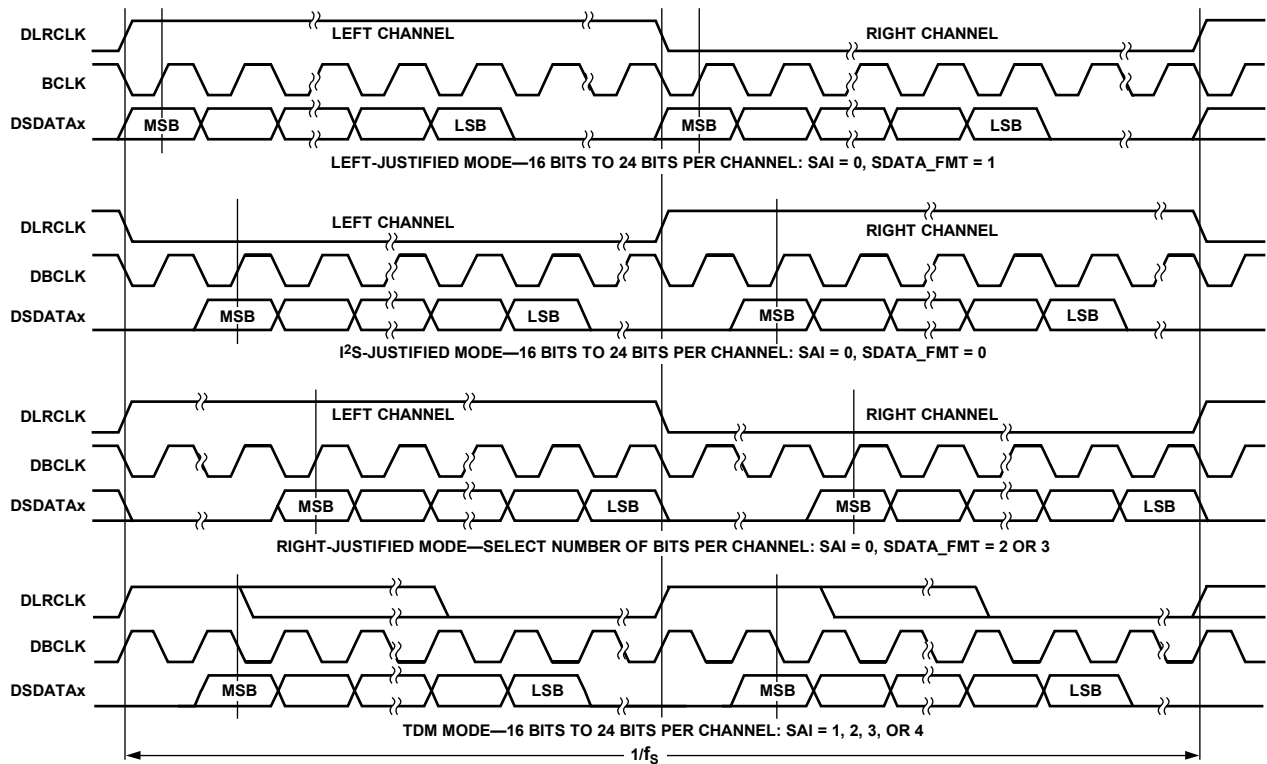 DLRCLK LEFT CHANNEL RIGHT CHANNEL
BCLK
DSDATAx MSB LSB MSB LSB
LEFT-JUSTIFIED MODE—16 BITS TO 24 BITS PER CHANNEL: SAI = 0, SDATA_FMT = 1
DLRCLK LEFT CHANNEL RIGHT CHANNEL
DBCLK
DSDATAx MSB LSB MSB LSB
I²S-JUSTIFIED MODE—16 BITS TO 24 BITS PER CHANNEL: SAI = 0, SDATA_FMT = 0
DLRCLK LEFT CHANNEL RIGHT CHANNEL
DBCLK
DSDATAx MSB LSB MSB LSB
RIGHT-JUSTIFIED MODE—SELECT NUMBER OF BITS PER CHANNEL: SAI = 0, SDATA_FMT = 2 OR 3
DLRCLK
DBCLK
DSDATAx MSB LSB MSB LSB
TDM MODE—16 BITS TO 24 BITS PER CHANNEL: SAI = 1, 2, 3, OR 4
1/fS